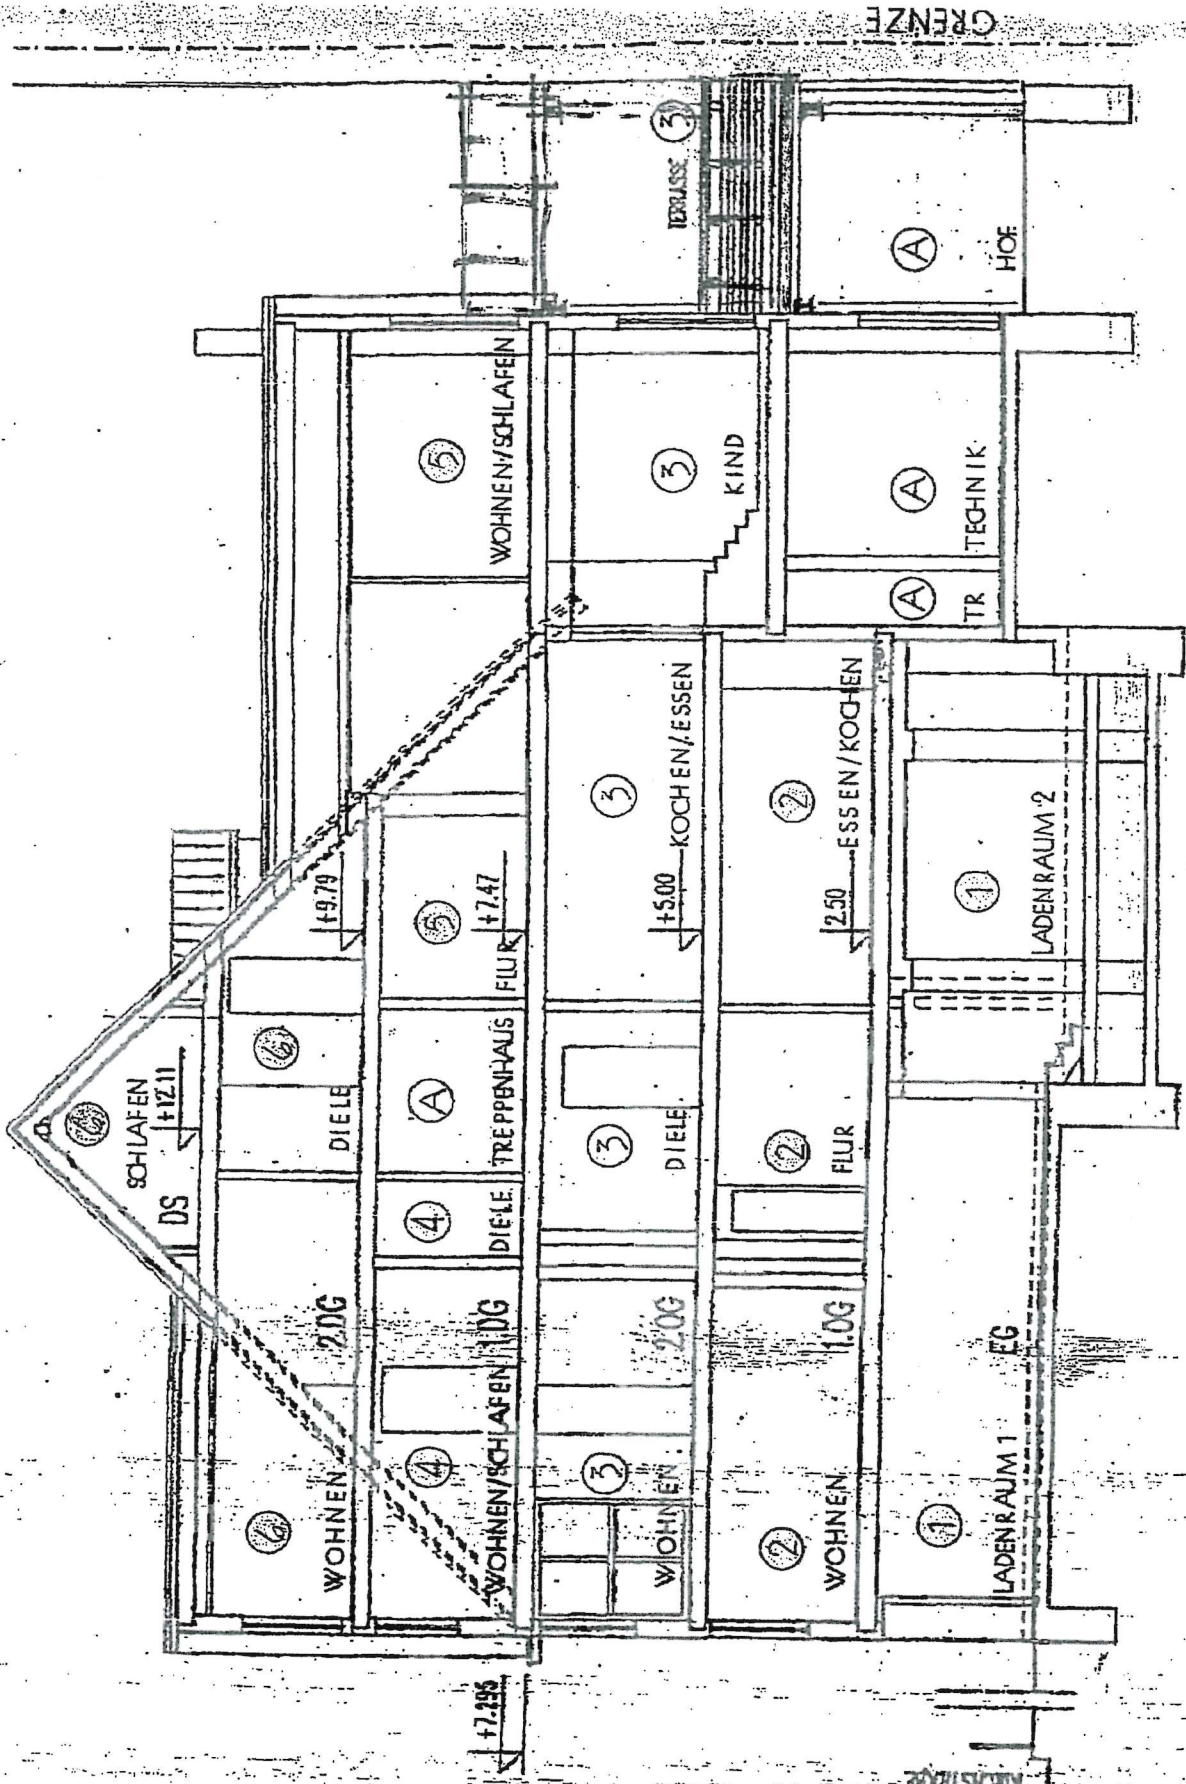 GRENZE
DS
SCHLAFEN
+12.11
6
6
WOHNEN
2.DG
DIELE
6
+9.79
4
WOHNEN/SCHLAFEN
1.DG
4
DIELE
A
TREPPENHAUS
5
FLUR
+7.47
5
WOHNEN/SCHLAFEN
+7.295
3
WOHNEN
2.OG
3
DIELE
3
+5.00
KOCHEN/ESSEN
3
KIND
TERRASSE
3
2
WOHNEN
1.OG
2
FLUR
2
2.50
ESSEN/KOCHEN
A
TR
A
TECHNIK
A
HOF
1
LADENRAUM 1
EG
1
LADENRAUM 2